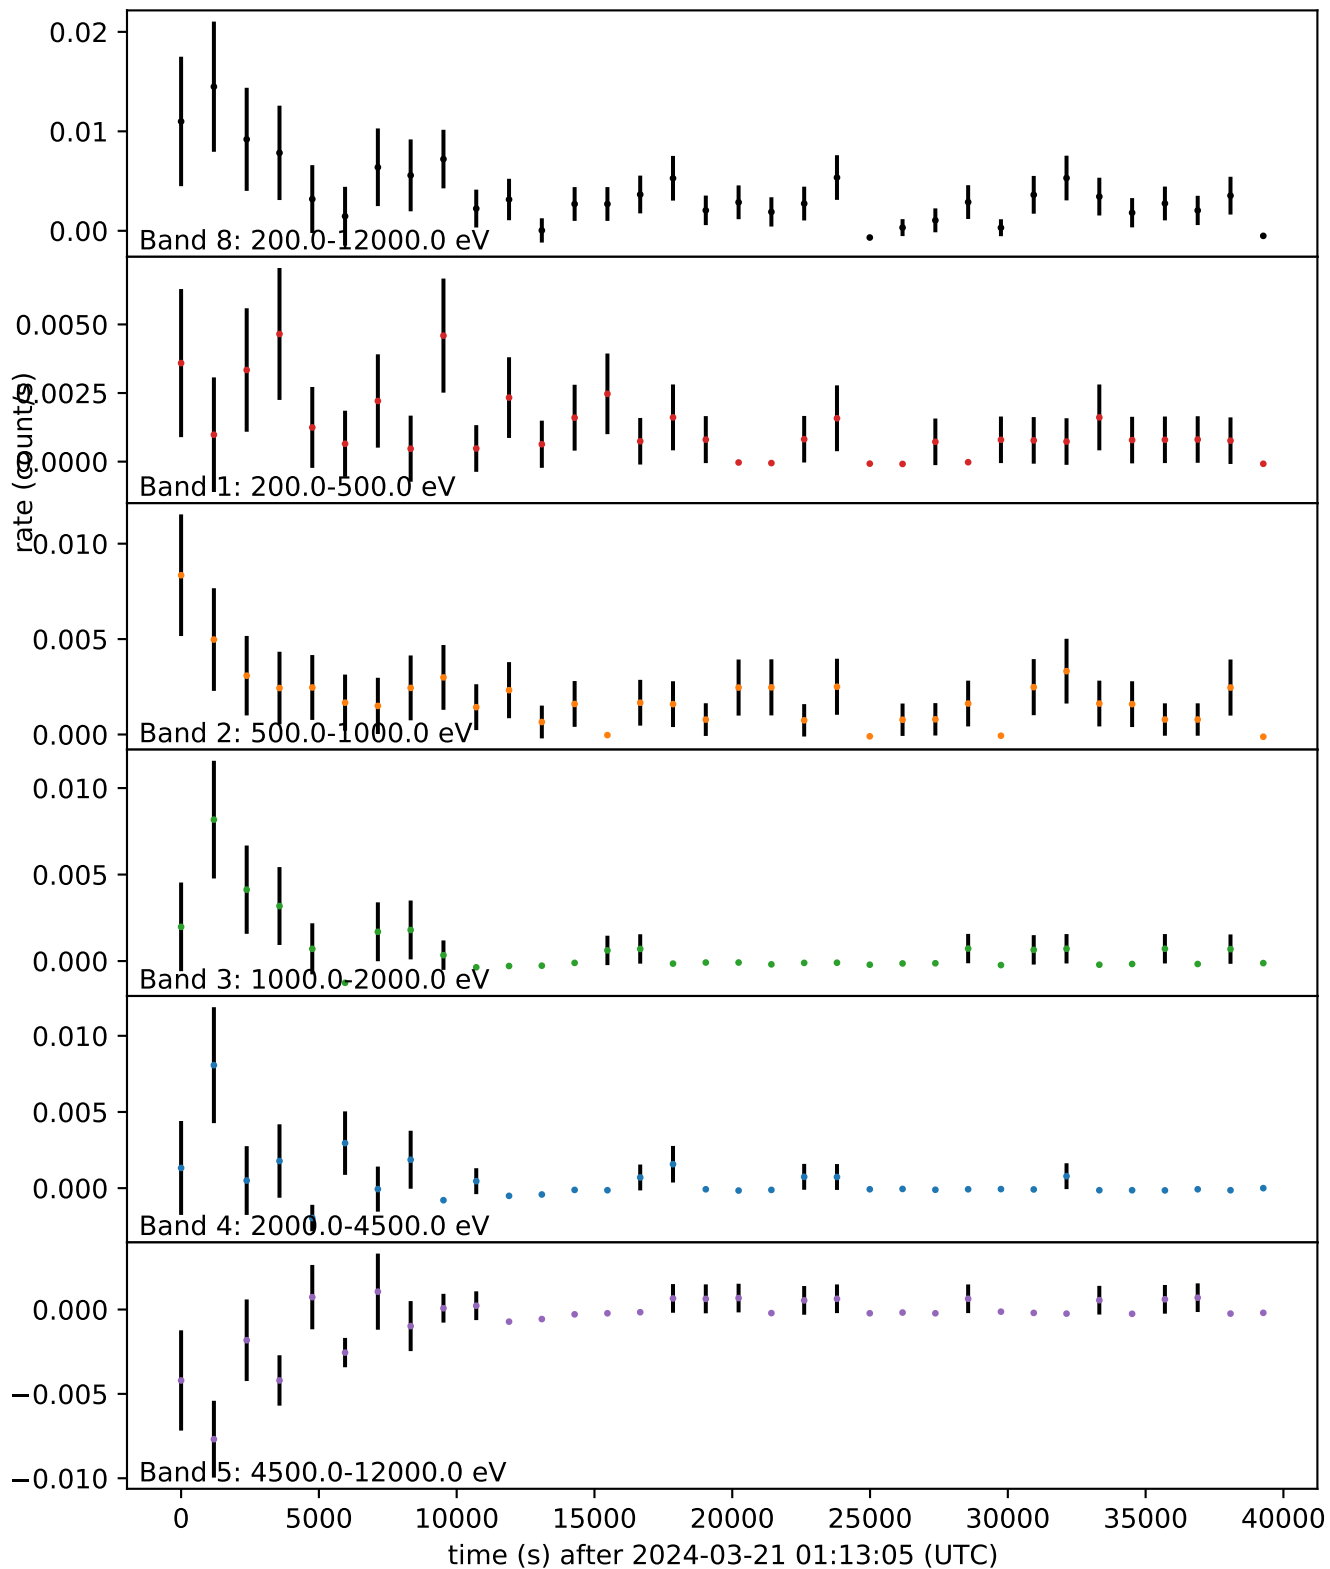 0.02
0.01
0.00
Band 8: 200.0-12000.0 eV
0.0050
0.0025
0.0000
Band 1: 200.0-500.0 eV
rate (count/s)
0.010
0.005
0.000
Band 2: 500.0-1000.0 eV
0.010
0.005
0.000
Band 3: 1000.0-2000.0 eV
0.010
0.005
0.000
Band 4: 2000.0-4500.0 eV
0.000
−0.005
−0.010
Band 5: 4500.0-12000.0 eV
0 5000 10000 15000 20000 25000 30000 35000 40000
time (s) after 2024-03-21 01:13:05 (UTC)